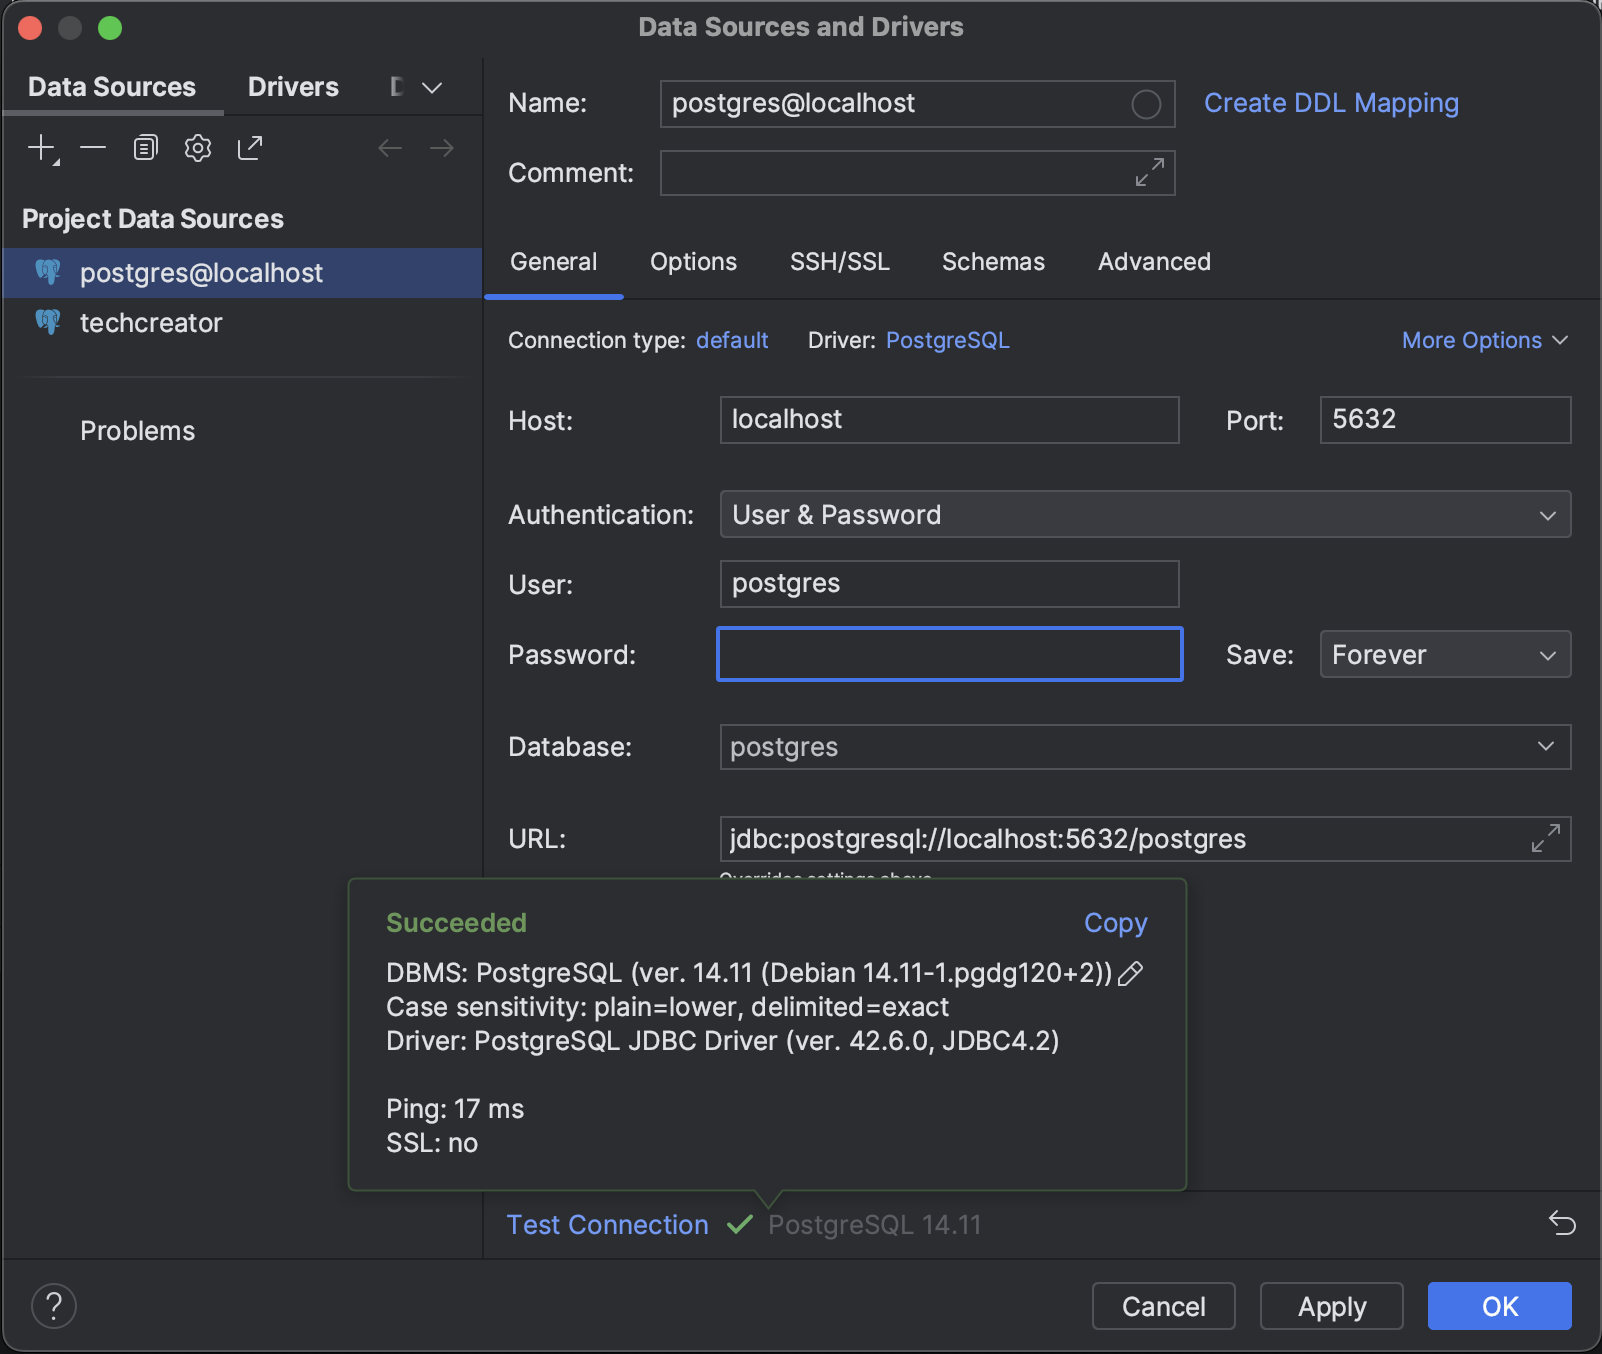 Data Sources and Drivers
Data Sources
Drivers
Project Data Sources
postgres@localhost
techcreator
Problems
Name: postgres@localhost Create DDL Mapping
Comment:
General Options SSH/SSL Schemas Advanced
Connection type: default Driver: PostgreSQL More Options
Host: localhost Port: 5632
Authentication: User & Password
User: postgres
Password: Save: Forever
Database: postgres
URL: jdbc:postgresql://localhost:5632/postgres
Overrides settings above
Succeeded Copy
DBMS: PostgreSQL (ver. 14.11 (Debian 14.11-1.pgdg120+2))
Case sensitivity: plain=lower, delimited=exact
Driver: PostgreSQL JDBC Driver (ver. 42.6.0, JDBC4.2)
Ping: 17 ms
SSL: no
Test Connection PostgreSQL 14.11
? Cancel Apply OK